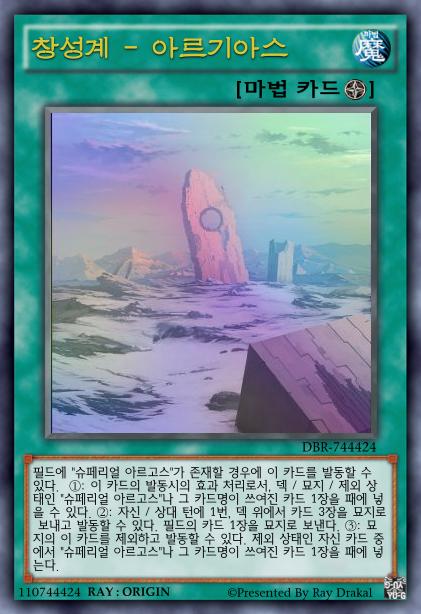 창성계 - 아르기아스
마법
魔
[마법 카드]
DBR-744424
필드에 "슈페리얼 아르고스"가 존재할 경우에 이 카드를 발동할 수
있다. ①: 이 카드의 발동시의 효과 처리로서, 덱 / 묘지 / 제외 상
태인 "슈페리얼 아르고스"나 그 카드명이 쓰여진 카드 1장을 패에 넣
을 수 있다. ②: 자신 / 상대 턴에 1번, 덱 위에서 카드 3장을 묘지로
보내고 발동할 수 있다. 필드의 카드 1장을 묘지로 보낸다. ③: 묘
지의 이 카드를 제외하고 발동할 수 있다. 제외 상태인 자신 카드 중
에서 "슈페리얼 아르고스"나 그 카드명이 쓰여진 카드 1장을 패에 넣
는다.
110744424 RAY : ORIGIN ©Presented By Ray Drakal